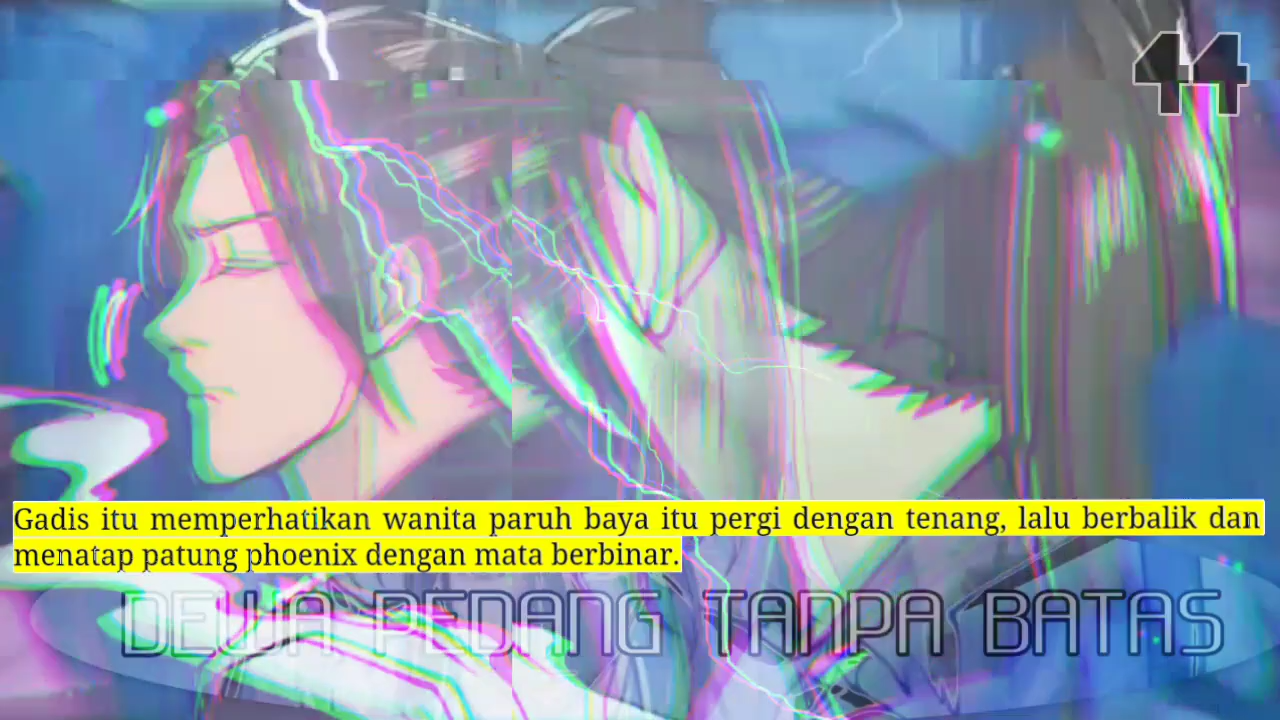 44
Gadis itu memperhatikan wanita paruh baya itu pergi dengan tenang, lalu berbalik dan
menatap patung phoenix dengan mata berbinar.
DEWA PEDANG TANPA BATAS